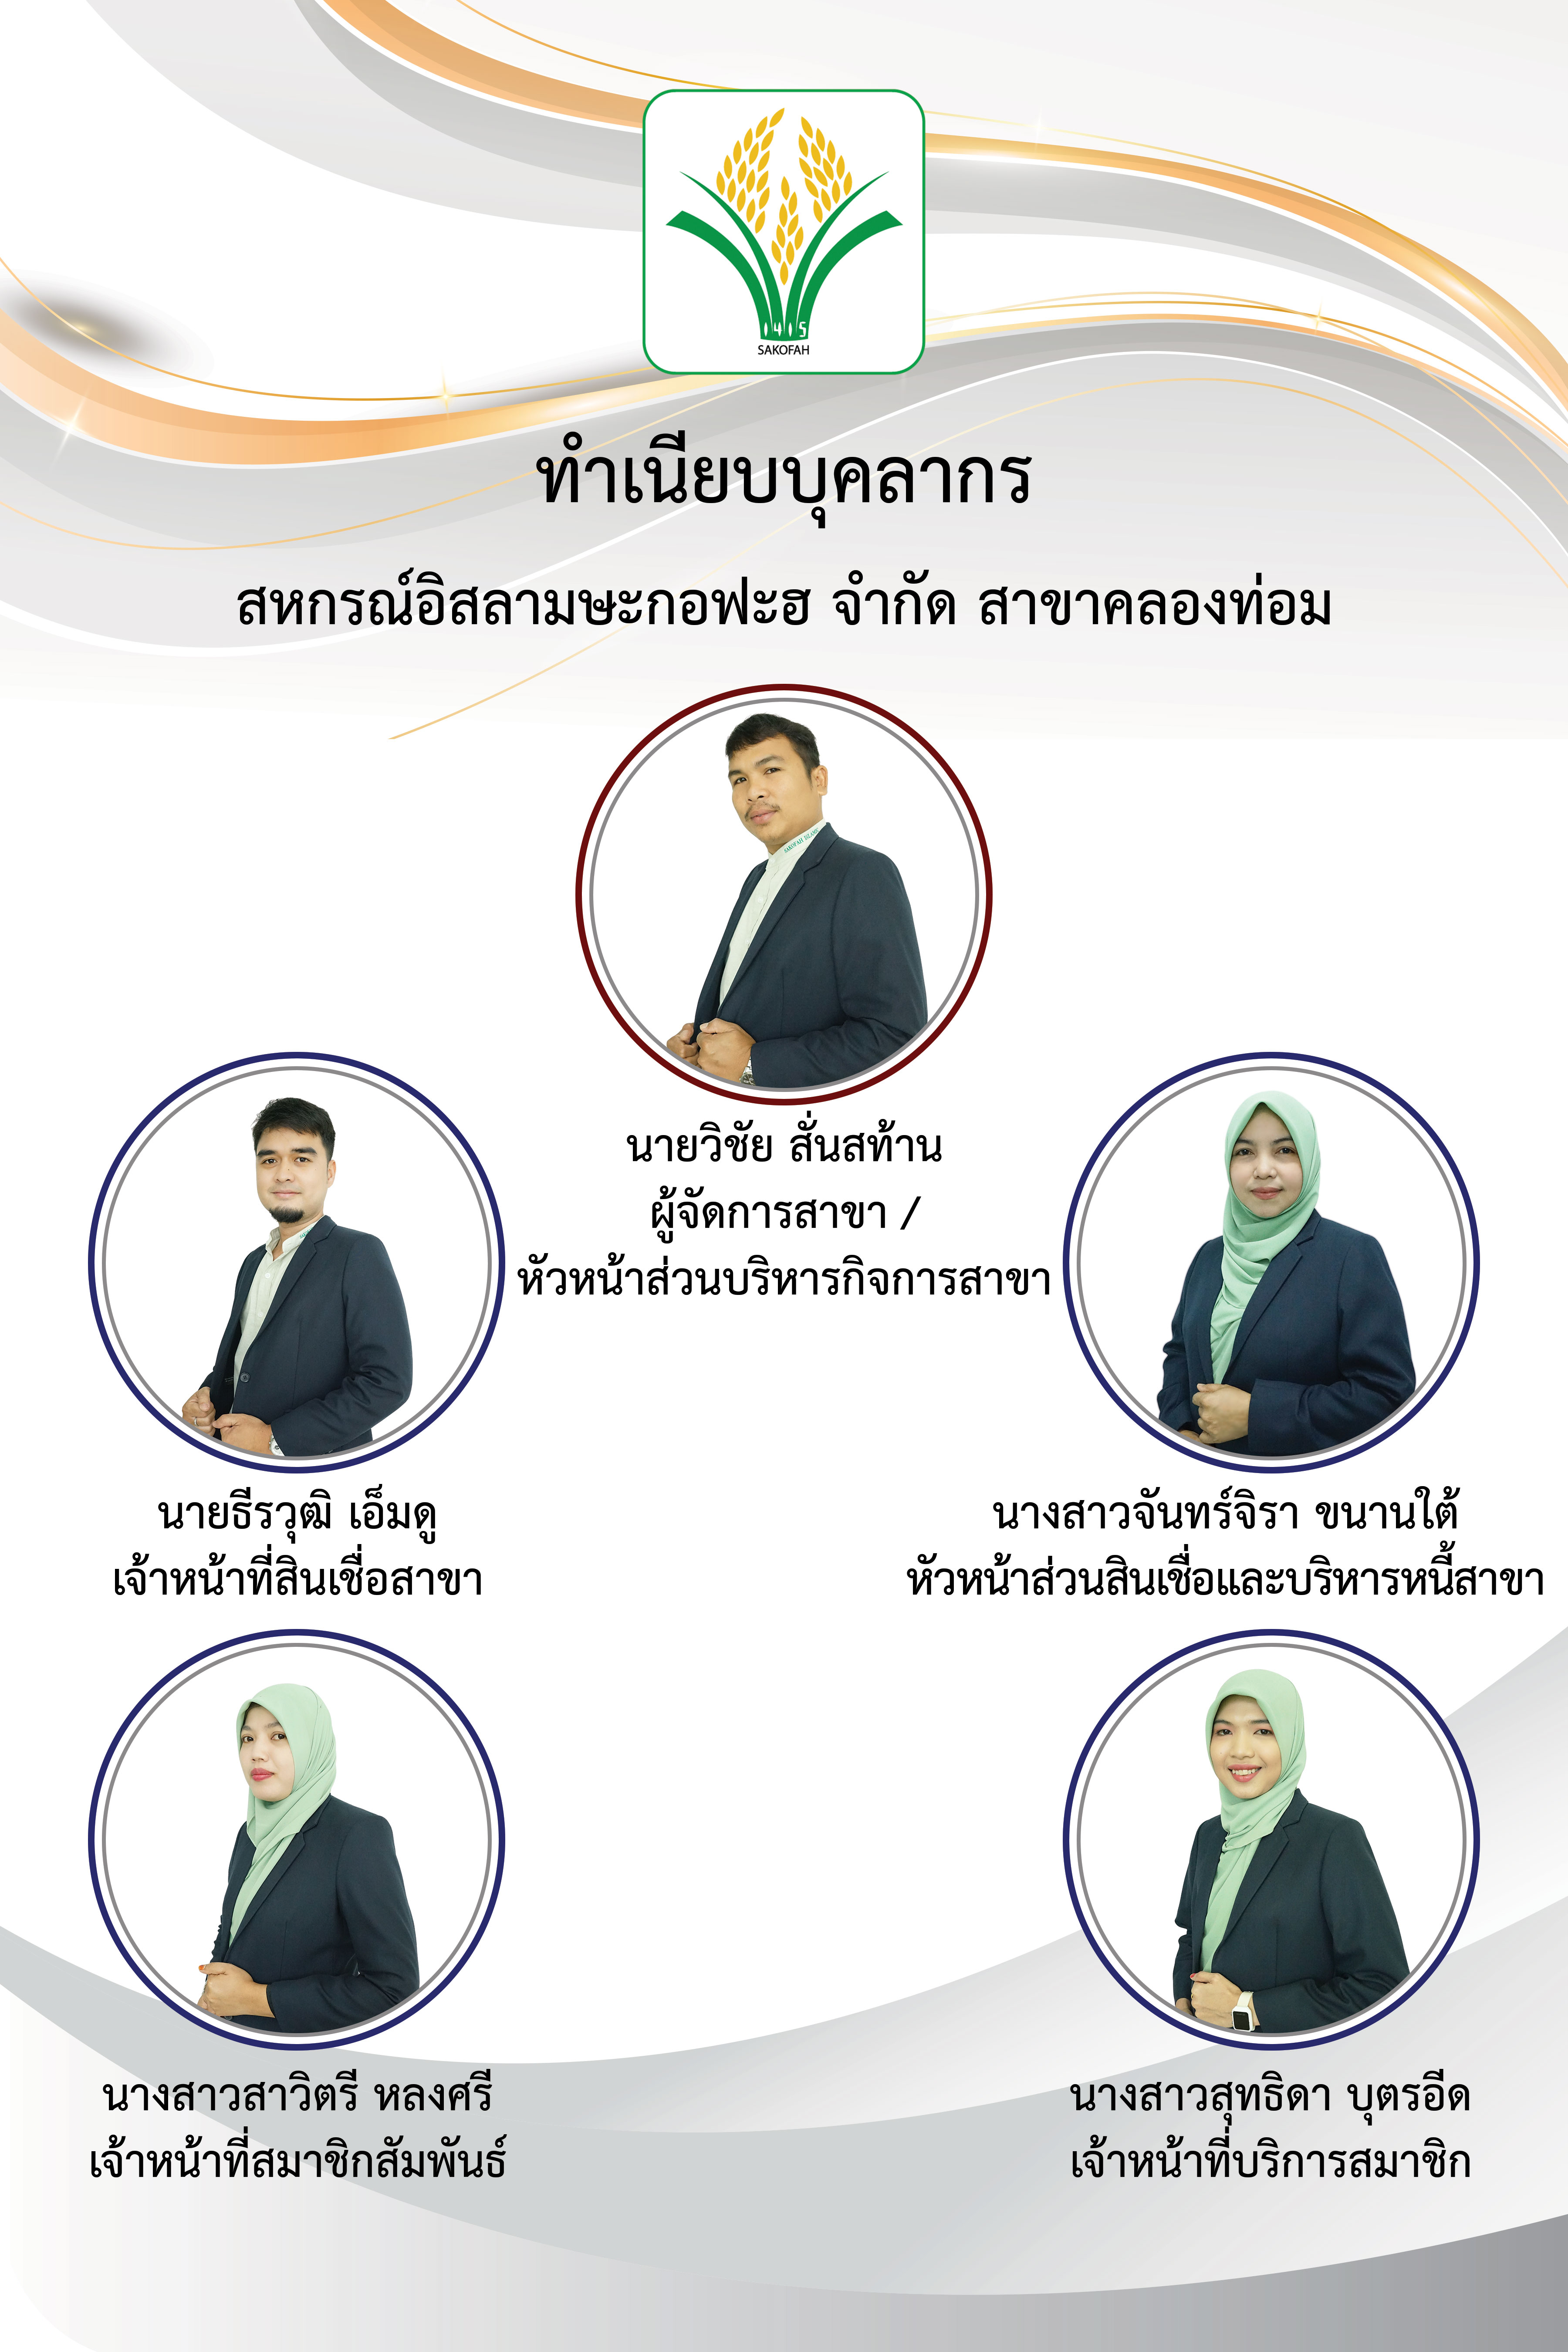 1415
SAKOFAH
ทำเนียบบุคลากร
สหกรณ์อิสลามษะกอฟะฮ จำกัด สาขาคลองท่อม
นายวิชัย สั่นสท้าน
ผู้จัดการสาขา /
หัวหน้าส่วนบริหารกิจการสาขา
นายธีรวุฒิ เอ็มดู
เจ้าหน้าที่สินเชื่อสาขา
นางสาวจันทร์จิรา ขนานใต้
หัวหน้าส่วนสินเชื่อและบริหารหนี้สาขา
นางสาวสาวิตรี หลงศรี
เจ้าหน้าที่สมาชิกสัมพันธ์
นางสาวสุทธิดา บุตรอีด
เจ้าหน้าที่บริการสมาชิก